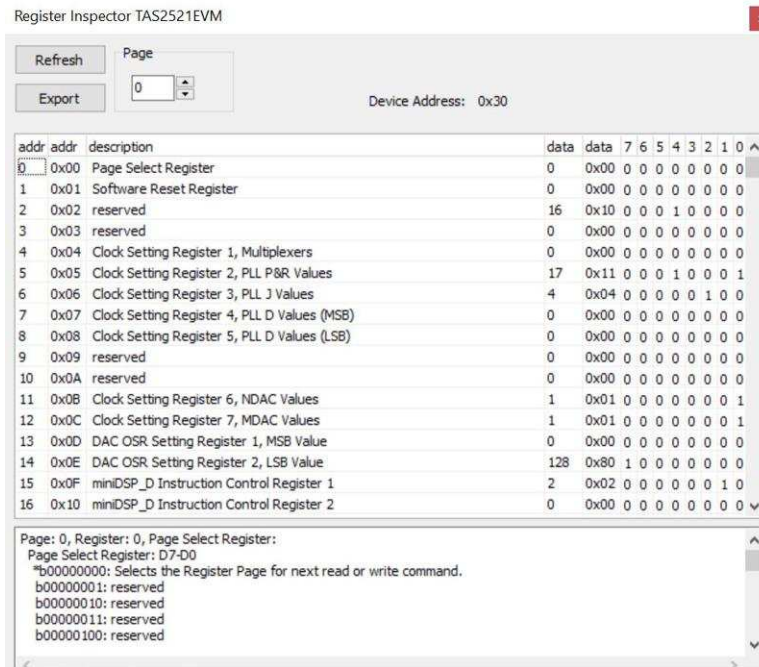 Register Inspector TAS2521EVM
Refresh
Page
0
Export
Device Address: 0x30
addr addr description data data 7 6 5 4 3 2 1 0
0 0x00 Page Select Register 0 0x00 0 0 0 0 0 0 0 0
1 0x01 Software Reset Register 0 0x00 0 0 0 0 0 0 0 0
2 0x02 reserved 16 0x10 0 0 0 1 0 0 0 0
3 0x03 reserved 0 0x00 0 0 0 0 0 0 0 0
4 0x04 Clock Setting Register 1, Multiplexers 0 0x00 0 0 0 0 0 0 0 0
5 0x05 Clock Setting Register 2, PLL P&R Values 17 0x11 0 0 0 1 0 0 0 1
6 0x06 Clock Setting Register 3, PLL J Values 4 0x04 0 0 0 0 0 1 0 0
7 0x07 Clock Setting Register 4, PLL D Values (MSB) 0 0x00 0 0 0 0 0 0 0 0
8 0x08 Clock Setting Register 5, PLL D Values (LSB) 0 0x00 0 0 0 0 0 0 0 0
9 0x09 reserved 0 0x00 0 0 0 0 0 0 0 0
10 0x0A reserved 0 0x00 0 0 0 0 0 0 0 0
11 0x0B Clock Setting Register 6, NDAC Values 1 0x01 0 0 0 0 0 0 0 1
12 0x0C Clock Setting Register 7, MDAC Values 1 0x01 0 0 0 0 0 0 0 1
13 0x0D DAC OSR Setting Register 1, MSB Value 0 0x00 0 0 0 0 0 0 0 0
14 0x0E DAC OSR Setting Register 2, LSB Value 128 0x80 1 0 0 0 0 0 0 0
15 0x0F miniDSP_D Instruction Control Register 1 2 0x02 0 0 0 0 0 0 1 0
16 0x10 miniDSP_D Instruction Control Register 2 0 0x00 0 0 0 0 0 0 0 0
Page: 0, Register: 0, Page Select Register:
Page Select Register: D7-D0
*b00000000: Selects the Register Page for next read or write command.
b00000001: reserved
b00000010: reserved
b00000011: reserved
b00000100: reserved